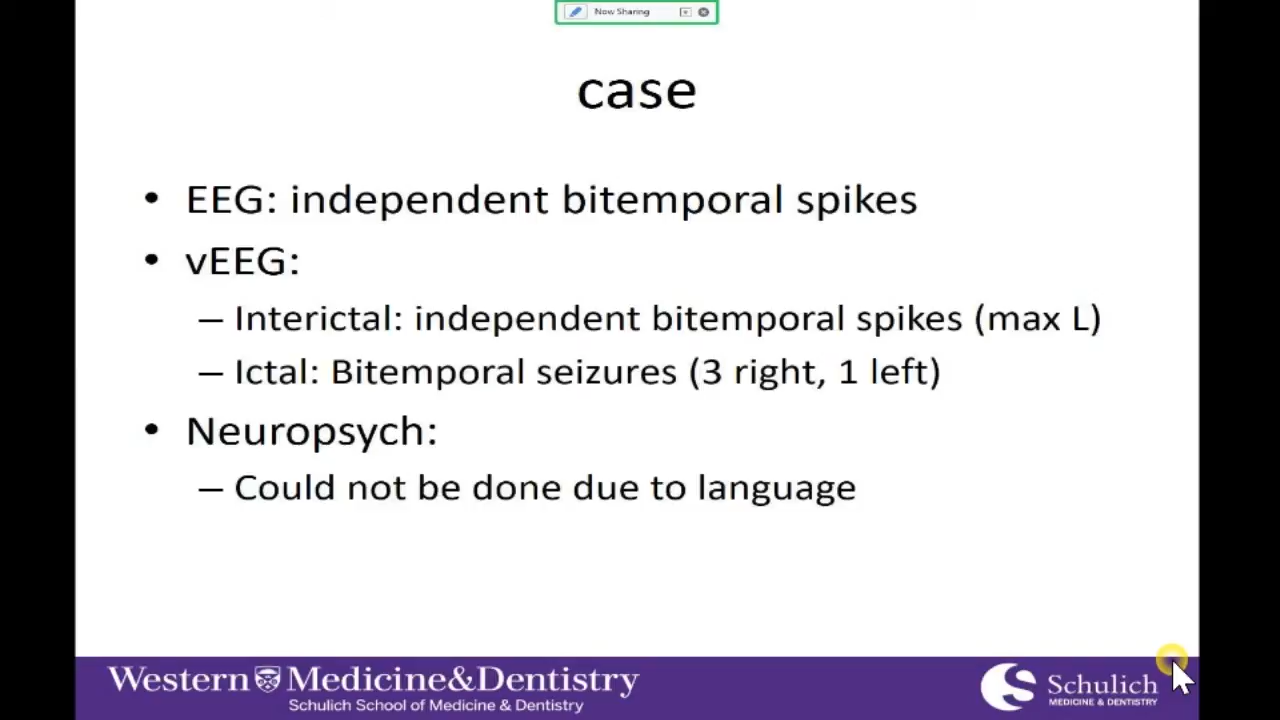 Now Sharing
case
• EEG: independent bitemporal spikes
• vEEG:
– Interictal: independent bitemporal spikes (max L)
– Ictal: Bitemporal seizures (3 right, 1 left)
• Neuropsych:
– Could not be done due to language
Western Medicine&Dentistry
Schulich School of Medicine & Dentistry
Schulich
MEDICINE & DENTISTRY